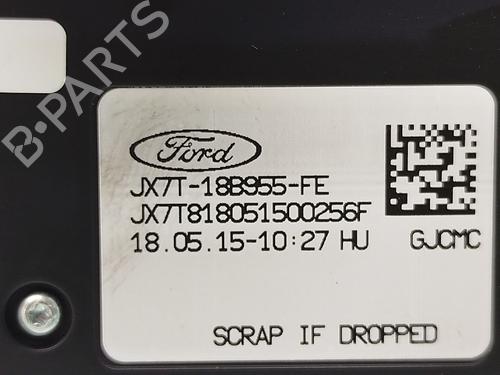 B-PARTS
Ford
JX7T-18B955-FE
JX7T818051500256F
18.05.15-10:27 HU
GJCMC
SCRAP IF DROPPED